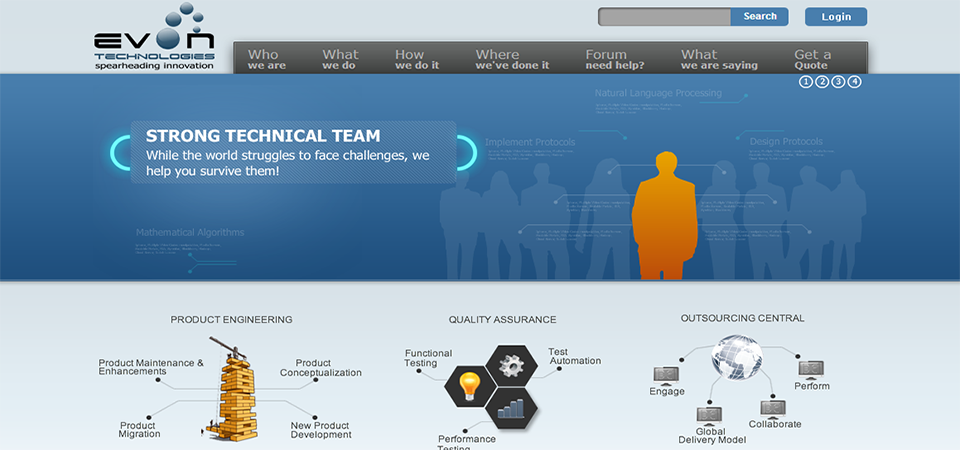 Search
Login
EVON
TECHNOLOGIES
spearheading innovation
Who
we are
What
we do
How
we do it
Where
we've done it
Forum
need help?
What
we are saying
Get a
Quote
1 2 3 4
Natural Language Processing
STRONG TECHNICAL TEAM
While the world struggles to face challenges, we
help you survive them!
Implement Protocols
Design Protocols
Mathematical Algorithms
PRODUCT ENGINEERING
Product Maintenance &
Enhancements
Product
Conceptualization
Product
Migration
New Product
Development
QUALITY ASSURANCE
Functional
Testing
Test
Automation
Performance
Testing
OUTSOURCING CENTRAL
Engage
Perform
Global
Delivery Model
Collaborate